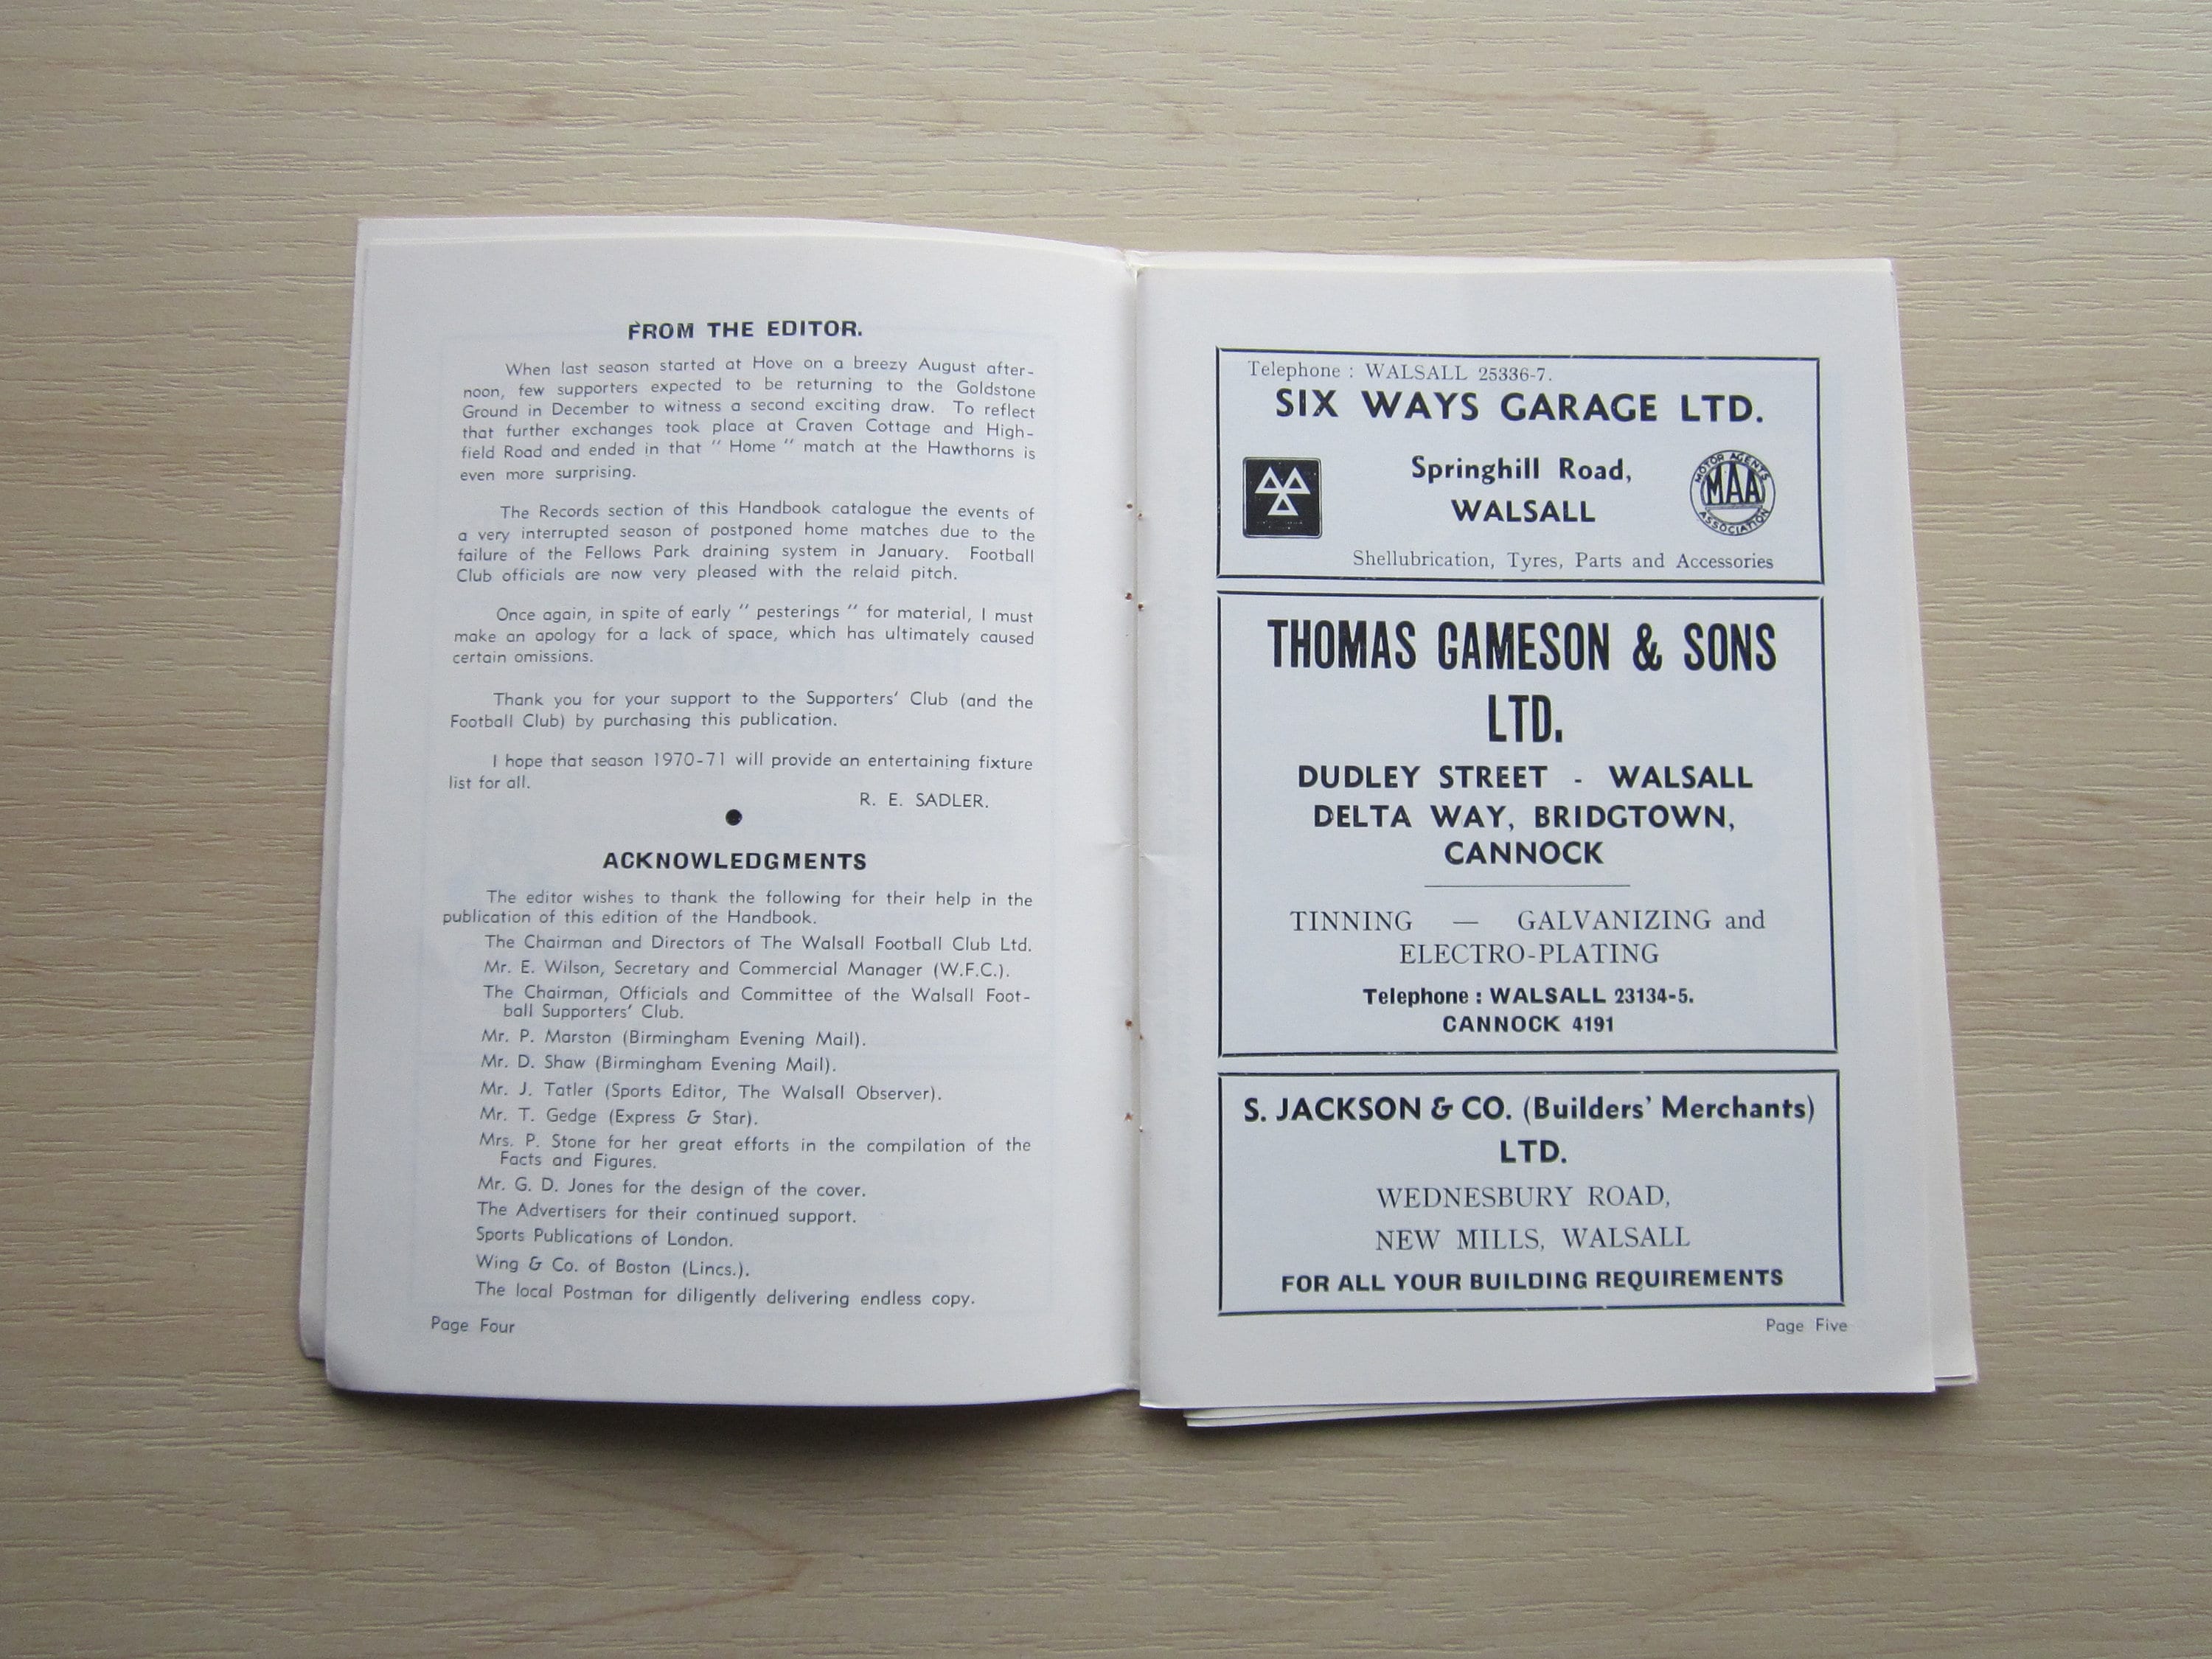 FROM THE EDITOR.
When last season started at Hove on a breezy August after-
noon, few supporters expected to be returning to the Goldstone
Ground in December to witness a second exciting draw. To reflect
that further exchanges took place at Craven Cottage and High-
field Road and ended in that " Home " match at the Hawthorns is
even more surprising.
The Records section of this Handbook catalogue the events of
a very interrupted season of postponed home matches due to the
failure of the Fellows Park draining system in January. Football
Club officials are now very pleased with the relaid pitch.
Once again, in spite of early " pesterings " for material, I must
make an apology for a lack of space, which has ultimately caused
certain omissions.
Thank you for your support to the Supporters' Club (and the
Football Club) by purchasing this publication.
I hope that season 1970-71 will provide an entertaining fixture
list for all.
R. E. SADLER.
ACKNOWLEDGMENTS
The editor wishes to thank the following for their help in the
publication of this edition of the Handbook.
The Chairman and Directors of The Walsall Football Club Ltd.
Mr. E. Wilson, Secretary and Commercial Manager (W.F.C.).
The Chairman, Officials and Committee of the Walsall Foot-
ball Supporters' Club.
Mr. P. Marston (Birmingham Evening Mail).
Mr. D. Shaw (Birmingham Evening Mail).
Mr. J. Tatler (Sports Editor, The Walsall Observer).
Mr. T. Gedge (Express & Star).
Mrs. P. Stone for her great efforts in the compilation of the
Facts and Figures.
Mr. G. D. Jones for the design of the cover.
The Advertisers for their continued support.
Sports Publications of London.
Wing & Co. of Boston (Lincs.).
The local Postman for diligently delivering endless copy.
Page Four
Telephone : WALSALL 25336-7.
SIX WAYS GARAGE LTD.
Springhill Road,
WALSALL
MOTOR AGENTS
MAA
ASSOCIATION
Shellubrication, Tyres, Parts and Accessories
THOMAS GAMESON & SONS
LTD.
DUDLEY STREET - WALSALL
DELTA WAY, BRIDGTOWN,
CANNOCK
TINNING — GALVANIZING and
ELECTRO-PLATING
Telephone : WALSALL 23134-5.
CANNOCK 4191
S. JACKSON & CO. (Builders' Merchants)
LTD.
WEDNESBURY ROAD,
NEW MILLS, WALSALL
FOR ALL YOUR BUILDING REQUIREMENTS
Page Five